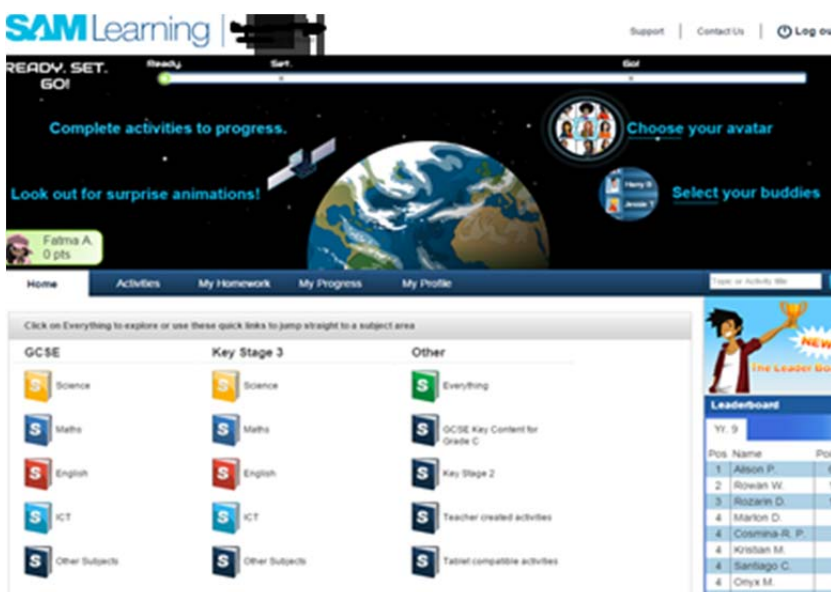 SAM Learning
Support | Contact Us | Log ou
READY. SET. GO!
Ready. Set. Go!
Complete activities to progress.
Choose your avatar
Look out for surprise animations!
Harry B
Jessie T
Select your buddies
Fatma A.
0 pts
Home Activities My Homework My Progress My Profile
Topic or Activity title
Click on Everything to explore or use these quick links to jump straight to a subject area
GCSE Key Stage 3 Other
Science Science Everything
Maths Maths GCSE Key Content for Grade C
English English Key Stage 2
ICT ICT Teacher created activities
Other Subjects Other Subjects Tablet compatible activities
NEW
The Leader Bo
Leaderboard
Yr. 9
Pos Name Po
1 Alison P.
2 Rowan W.
3 Rozarin D.
4 Marlon D.
4 Cosmina-R. P.
4 Kristian M.
4 Santiago C.
4 Onyx M.